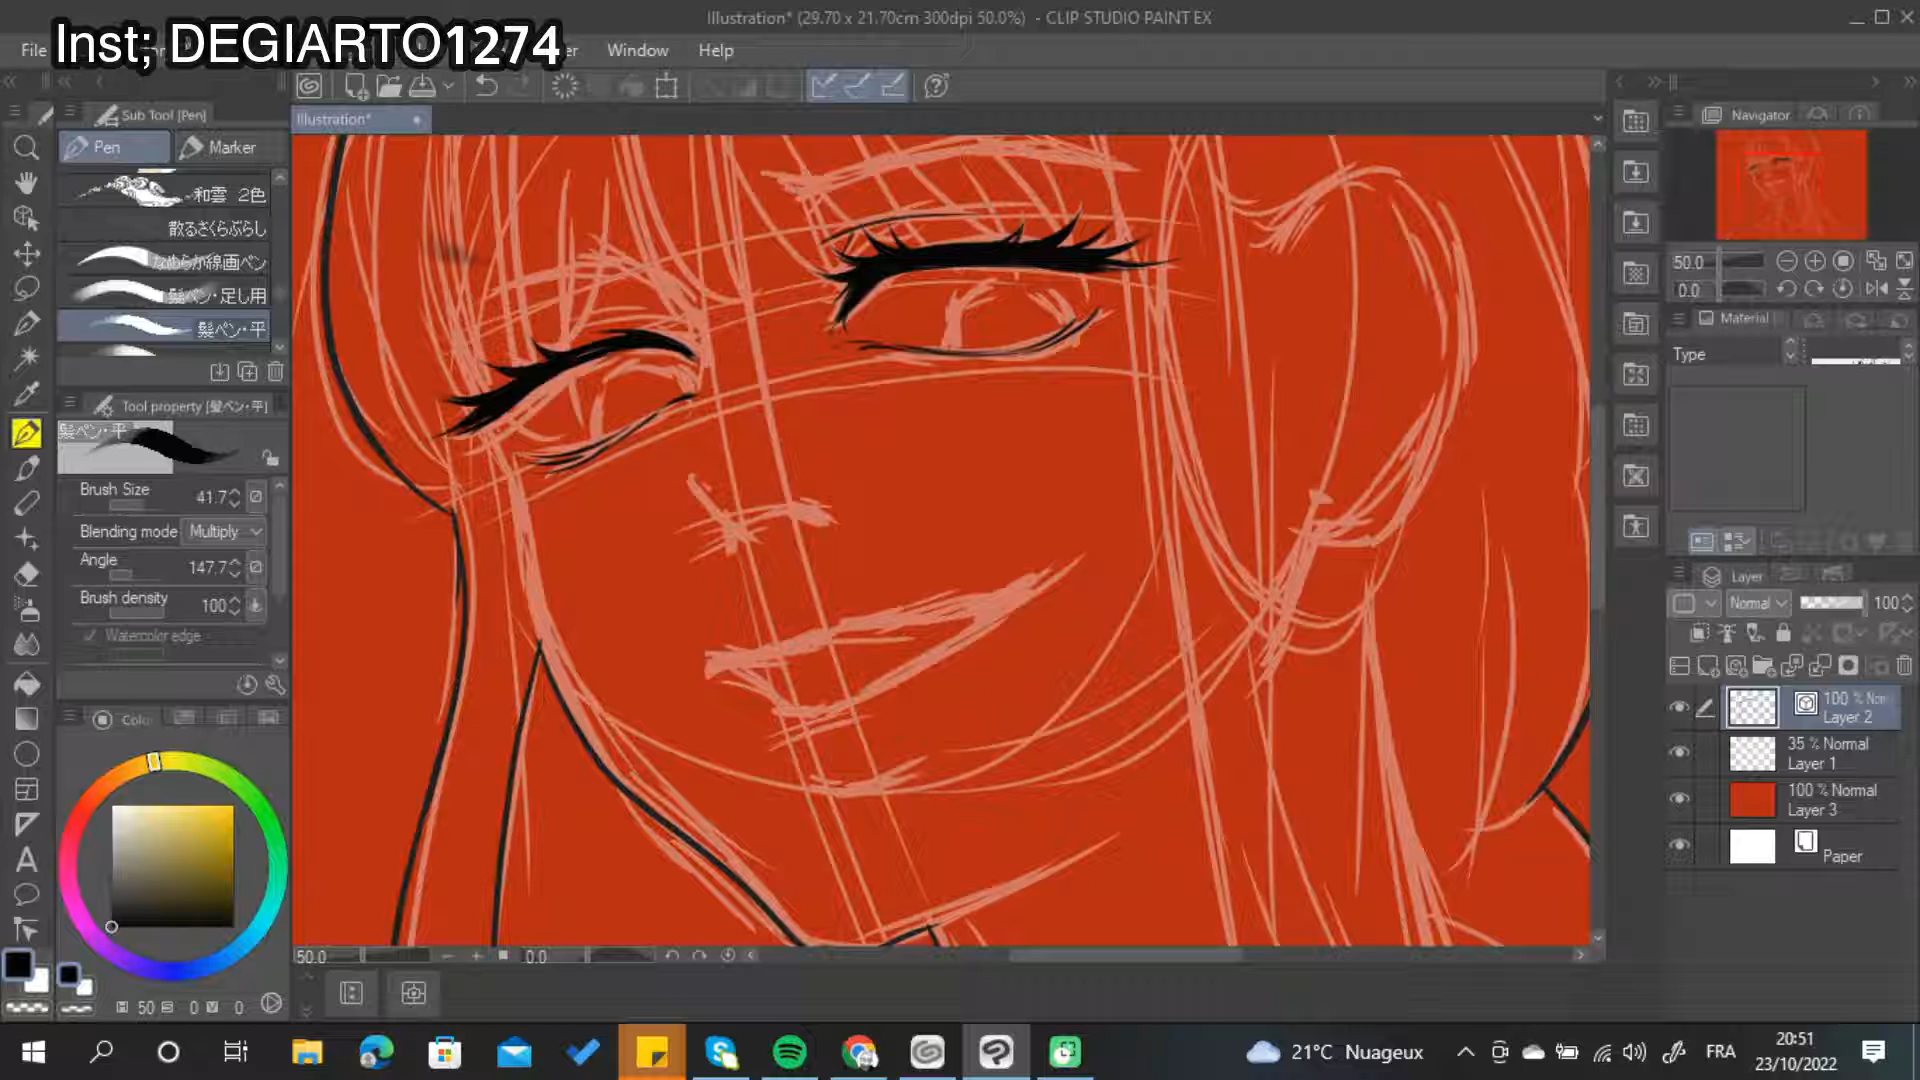 Illustration* (29.70 x 21.70cm 300dpi 50.0%) - CLIP STUDIO PAINT EX
Inst; DEGIARTO1274
File
Window
Help
Sub Tool [Pen]
Illustration*
Navigator
Pen
Marker
和雲 2色
散るさくらぶらし
なめらか線画ペン
髪ペン・足し用
髪ペン・平
50.0
0.0
Material
Type
Tool property [髪ペン・平]
髪ペン・平
Brush Size
41.7
Blending mode
Multiply
Angle
147.7
Brush density
100
Watercolor edge
Layer
Normal
100
100 % Nor
Layer 2
35 % Normal
Layer 1
100 % Normal
Layer 3
Paper
50.0
0.0
H 50 S 0 V 0
21°C Nuageux
FRA
20:51
23/10/2022